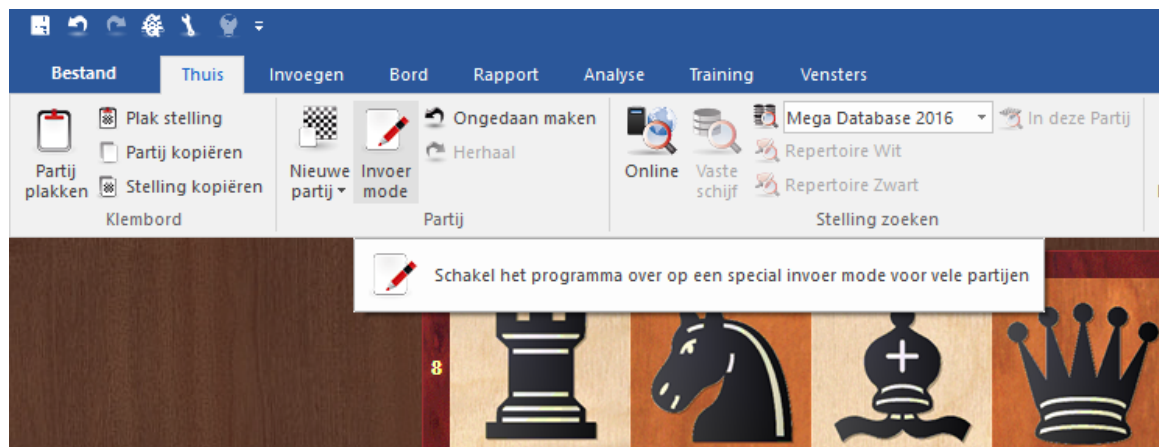 Bestand Thuis Invoegen Bord Rapport Analyse Training Vensters
Partij plakken
Plak stelling
Partij kopiëren
Stelling kopiëren
Klembord
Nieuwe partij
Invoer mode
Ongedaan maken
Herhaal
Partij
Online
Vaste schijf
Mega Database 2016
Repertoire Wit
Repertoire Zwart
In deze Partij
Stelling zoeken
Schakel het programma over op een special invoer mode voor vele partijen
8